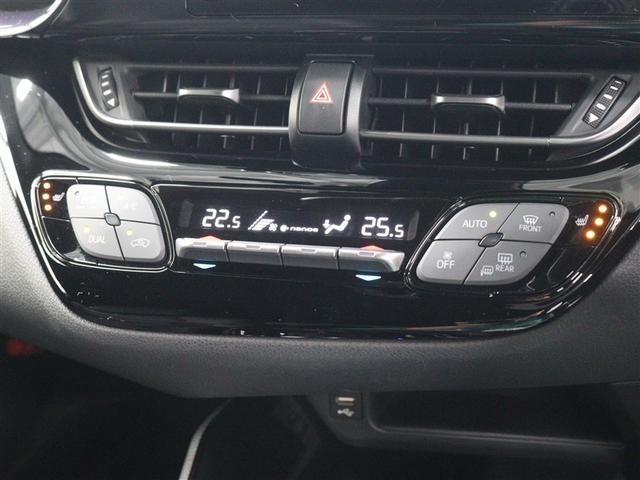 22.5 nanoe 25.5
A/C
DUAL
AUTO
FRONT
OFF
REAR